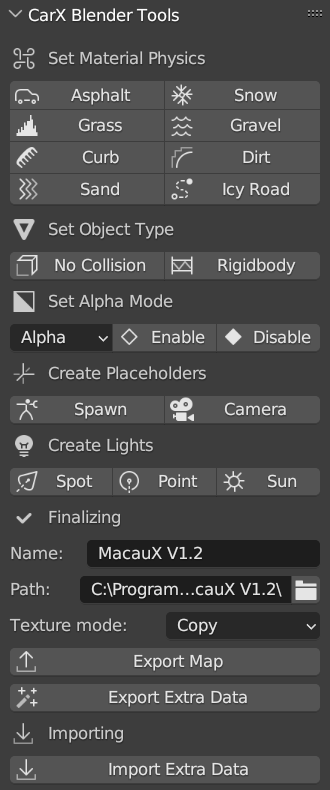 CarX Blender Tools
Set Material Physics
Asphalt Snow
Grass Gravel
Curb Dirt
Sand Icy Road
Set Object Type
No Collision Rigidbody
Set Alpha Mode
Alpha Enable Disable
Create Placeholders
Spawn Camera
Create Lights
Spot Point Sun
Finalizing
Name: MacauX V1.2
Path: C:\Program...cauX V1.2\
Texture mode: Copy
Export Map
Export Extra Data
Importing
Import Extra Data